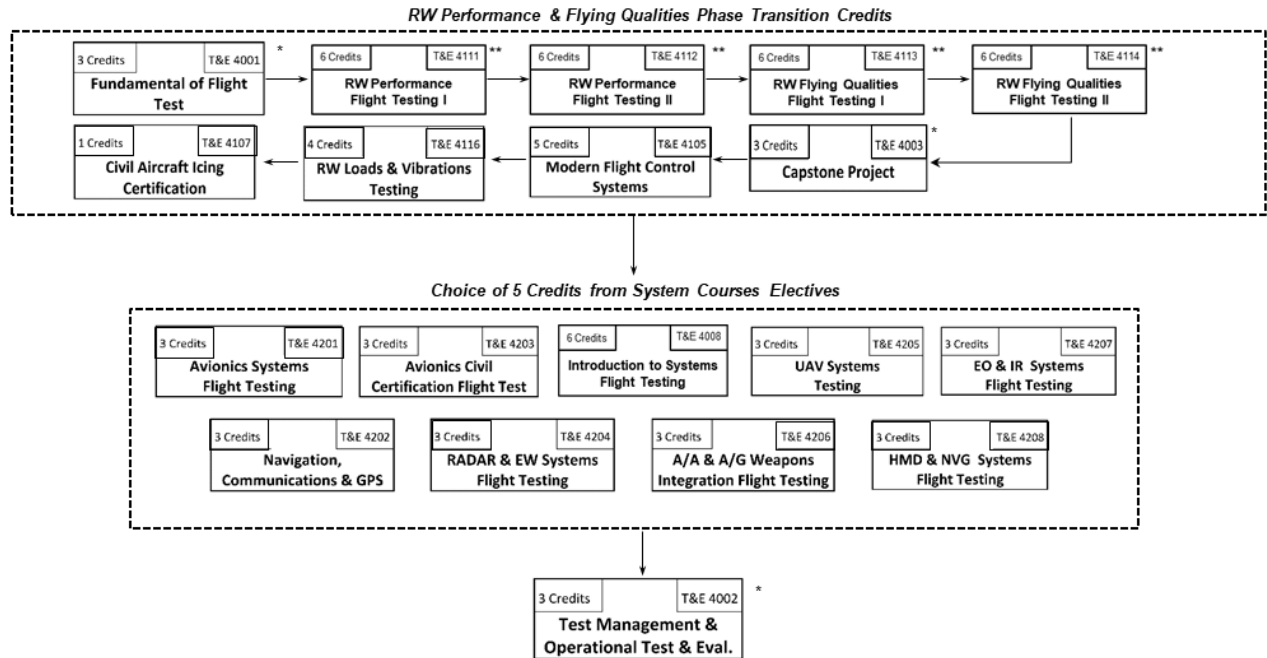 RW Performance & Flying Qualities Phase Transition Credits
3 Credits T&E 4001 *
Fundamental of Flight
Test
6 Credits T&E 4111 **
RW Performance
Flight Testing I
6 Credits T&E 4112 **
RW Performance
Flight Testing II
6 Credits T&E 4113 **
RW Flying Qualities
Flight Testing I
6 Credits T&E 4114 **
RW Flying Qualities
Flight Testing II
1 Credits T&E 4107
Civil Aircraft Icing
Certification
4 Credits T&E 4116
RW Loads & Vibrations
Testing
5 Credits T&E 4105
Modern Flight Control
Systems
3 Credits T&E 4003 *
Capstone Project
Choice of 5 Credits from System Courses Electives
3 Credits T&E 4201
Avionics Systems
Flight Testing
3 Credits T&E 4203
Avionics Civil
Certification Flight Test
6 Credits T&E 4008
Introduction to Systems
Flight Testing
3 Credits T&E 4205
UAV Systems
Testing
3 Credits T&E 4207
EO & IR Systems
Flight Testing
3 Credits T&E 4202
Navigation,
Communications & GPS
3 Credits T&E 4204
RADAR & EW Systems
Flight Testing
3 Credits T&E 4206
A/A & A/G Weapons
Integration Flight Testing
3 Credits T&E 4208
HMD & NVG Systems
Flight Testing
3 Credits T&E 4002 *
Test Management &
Operational Test & Eval.